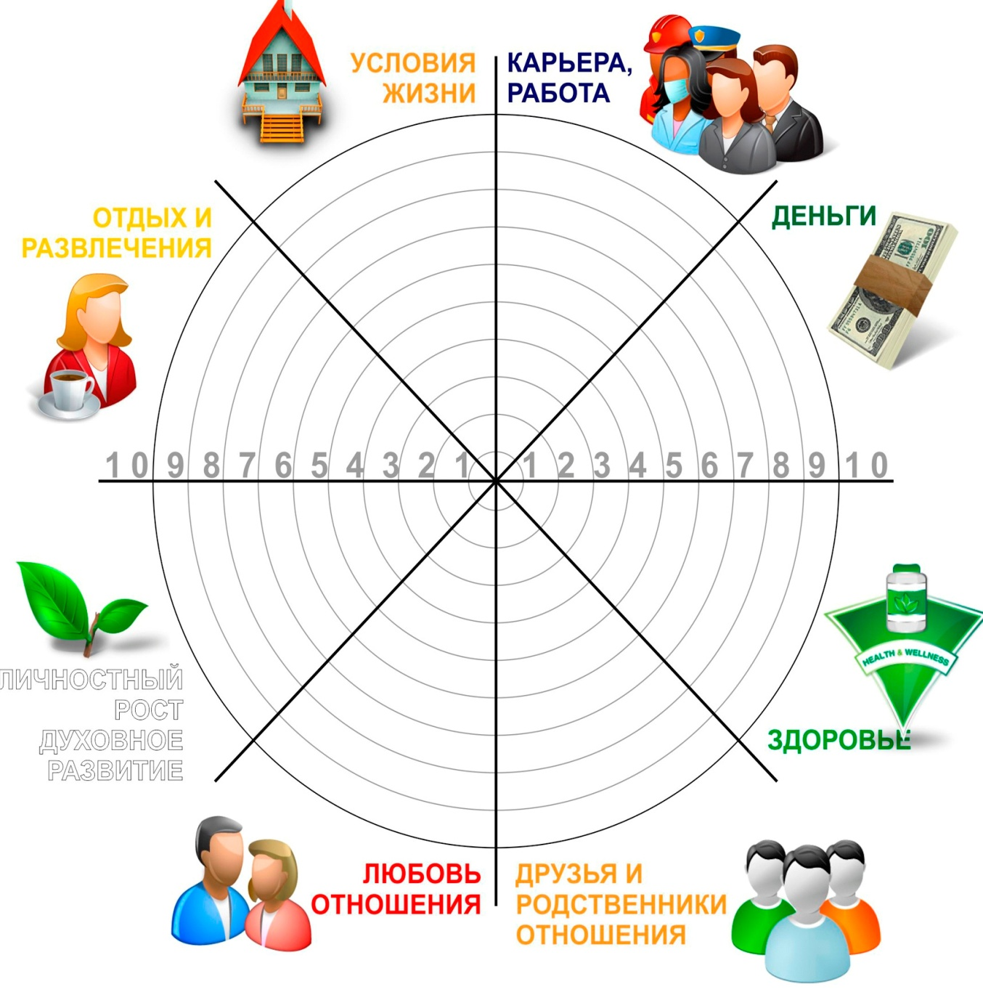 УСЛОВИЯ
ЖИЗНИ
КАРЬЕРА,
РАБОТА
ОТДЫХ И
РАЗВЛЕЧЕНИЯ
ДЕНЬГИ
10 9 8 7 6 5 4 3 2 1 1 2 3 4 5 6 7 8 9 10
HEALTH & WELLNESS
ЛИЧНОСТНЫЙ
РОСТ
ДУХОВНОЕ
РАЗВИТИЕ
ЗДОРОВЬЕ
ЛЮБОВЬ
ОТНОШЕНИЯ
ДРУЗЬЯ И
РОДСТВЕННИКИ
ОТНОШЕНИЯ